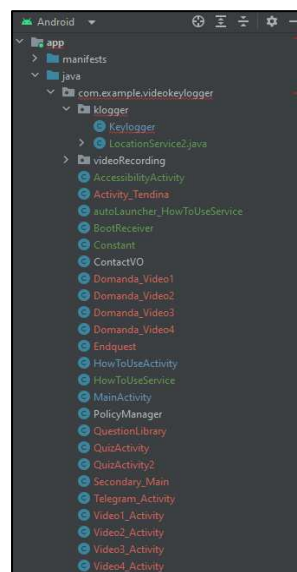 Android
app
manifests
java
com.example.videokeylogger
klogger
Keylogger
LocationService2.java
videoRecording
AccessibilityActivity
Activity_Tendina
autoLauncher_HowToUseService
BootReceiver
Constant
ContactVO
Domanda_Video1
Domanda_Video2
Domanda_Video3
Domanda_Video4
Endquest
HowToUseActivity
HowToUseService
MainActivity
PolicyManager
QuestionLibrary
QuizActivity
QuizActivity2
Secondary_Main
Telegram_Activity
Video1_Activity
Video2_Activity
Video3_Activity
Video4_Activity